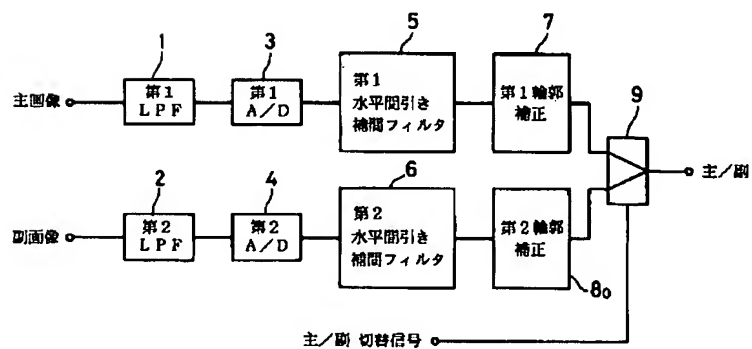 1
3
5
7
9
主画像
第1
LPF
第1
A/D
第1
水平間引き
補間フィルタ
第1輪郭
補正
主/副
2
4
6
80
副画像
第2
LPF
第2
A/D
第2
水平間引き
補間フィルタ
第2輪郭
補正
主/副 切替信号